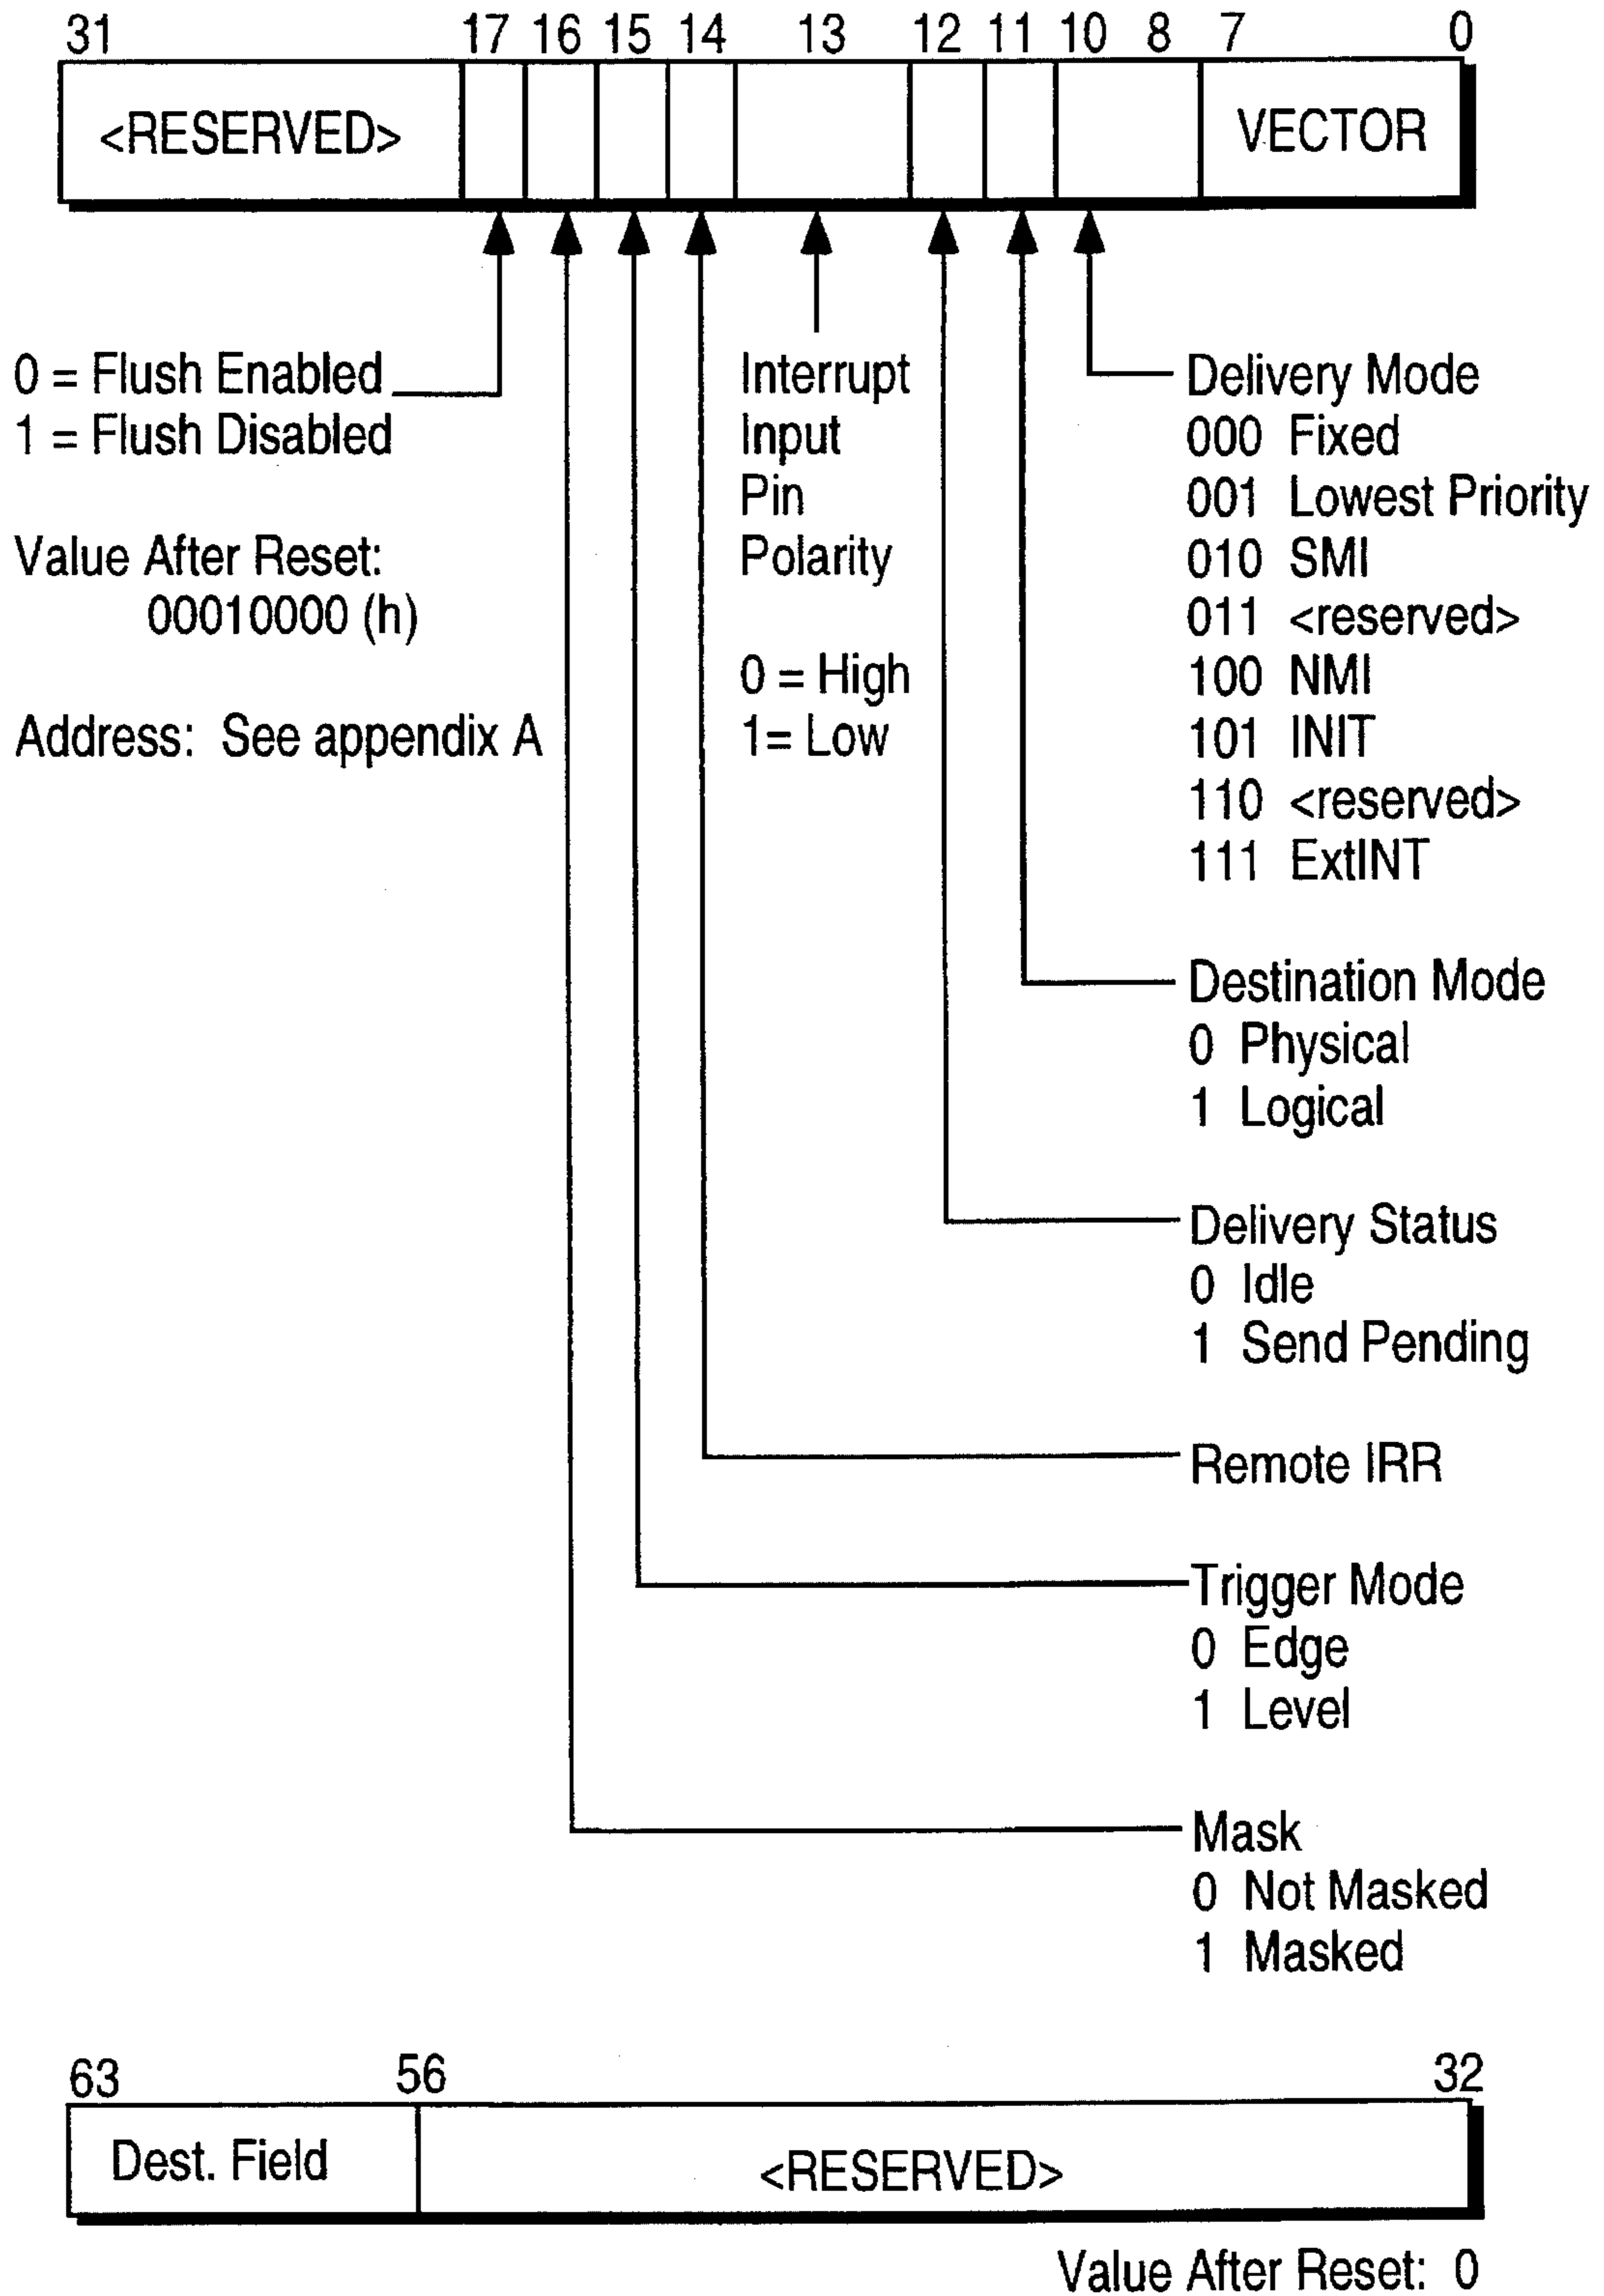 31 17 16 15 14 13 12 11 10 8 7 0
<RESERVED> VECTOR
0 = Flush Enabled
1 = Flush Disabled
Value After Reset:
00010000 (h)
Address: See appendix A
Interrupt
Input
Pin
Polarity
0 = High
1= Low
Delivery Mode
000 Fixed
001 Lowest Priority
010 SMI
011 <reserved>
100 NMI
101 INIT
110 <reserved>
111 ExtINT
Destination Mode
0 Physical
1 Logical
Delivery Status
0 Idle
1 Send Pending
Remote IRR
Trigger Mode
0 Edge
1 Level
Mask
0 Not Masked
1 Masked
63 56 32
Dest. Field <RESERVED>
Value After Reset: 0